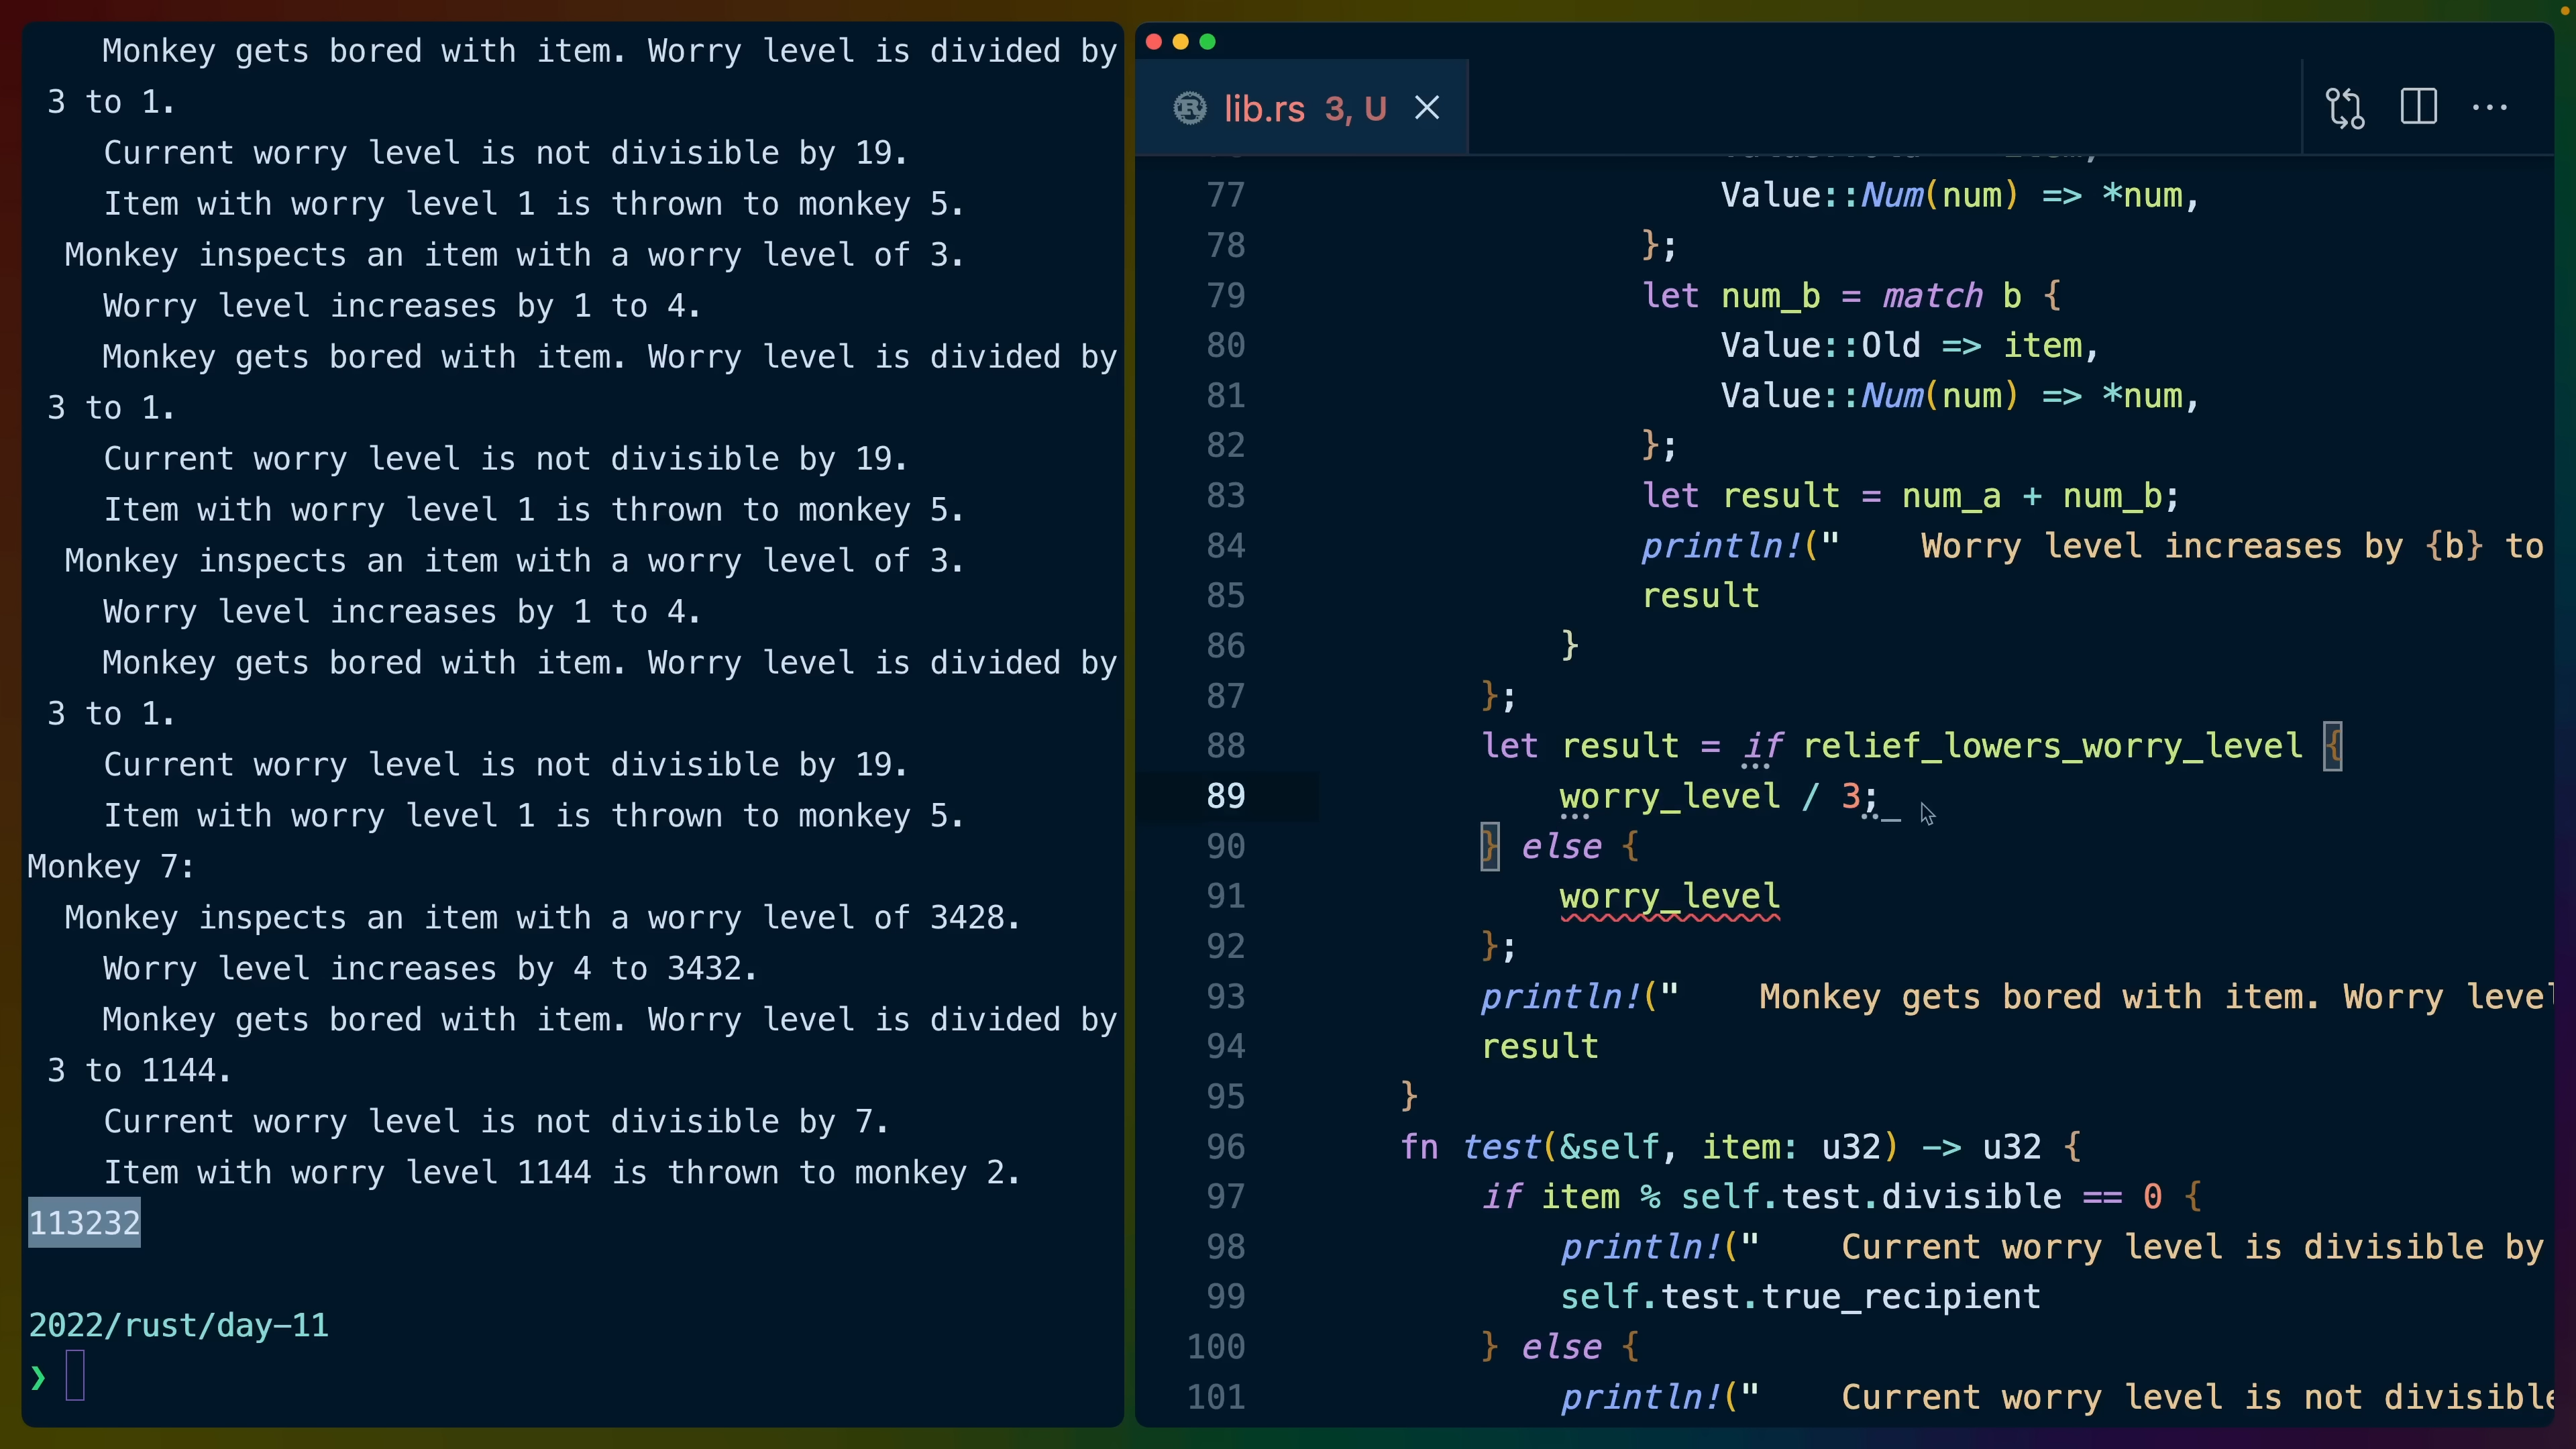 Monkey gets bored with item. Worry level is divided by
3 to 1.
Current worry level is not divisible by 19.
Item with worry level 1 is thrown to monkey 5.
Monkey inspects an item with a worry level of 3.
Worry level increases by 1 to 4.
Monkey gets bored with item. Worry level is divided by
3 to 1.
Current worry level is not divisible by 19.
Item with worry level 1 is thrown to monkey 5.
Monkey inspects an item with a worry level of 3.
Worry level increases by 1 to 4.
Monkey gets bored with item. Worry level is divided by
3 to 1.
Current worry level is not divisible by 19.
Item with worry level 1 is thrown to monkey 5.
Monkey 7:
Monkey inspects an item with a worry level of 3428.
Worry level increases by 4 to 3432.
Monkey gets bored with item. Worry level is divided by
3 to 1144.
Current worry level is not divisible by 7.
Item with worry level 1144 is thrown to monkey 2.
113232
2022/rust/day-11
❯
lib.rs 3, U
77 Value::Num(num) => *num,
78 };
79 let num_b = match b {
80 Value::Old => item,
81 Value::Num(num) => *num,
82 };
83 let result = num_a + num_b;
84 println!("    Worry level increases by {b} to
85 result
86 }
87 };
88 let result = if relief_lowers_worry_level {
89 worry_level / 3;
90 } else {
91 worry_level
92 };
93 println!("    Monkey gets bored with item. Worry level
94 result
95 }
96 fn test(&self, item: u32) -> u32 {
97 if item % self.test.divisible == 0 {
98 println!("    Current worry level is divisible by
99 self.test.true_recipient
100 } else {
101 println!("    Current worry level is not divisible